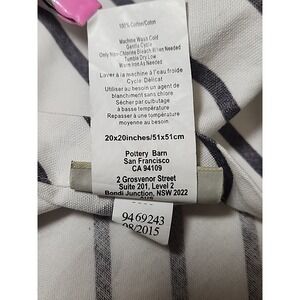 100% Cotton/Coton
Machine Wash Cold
Gentle Cycle
Only Non-Chlorine Bleach When Needed
Tumble Dry Low
Warm Iron As Needed
Laver à la machine à l'eau froide
Cycle Délicat
Utiliser au besoin un agent de
blanchiment sans chlore
Sécher par culbutage
à basse température
Repasser à une température
moyenne au besoin
20x20inches/51x51cm
Pottery Barn
San Francisco
CA 94109
2 Grosvenor Street
Suite 201, Level 2
Bondi Junction, NSW 2022
9469243
08/2015